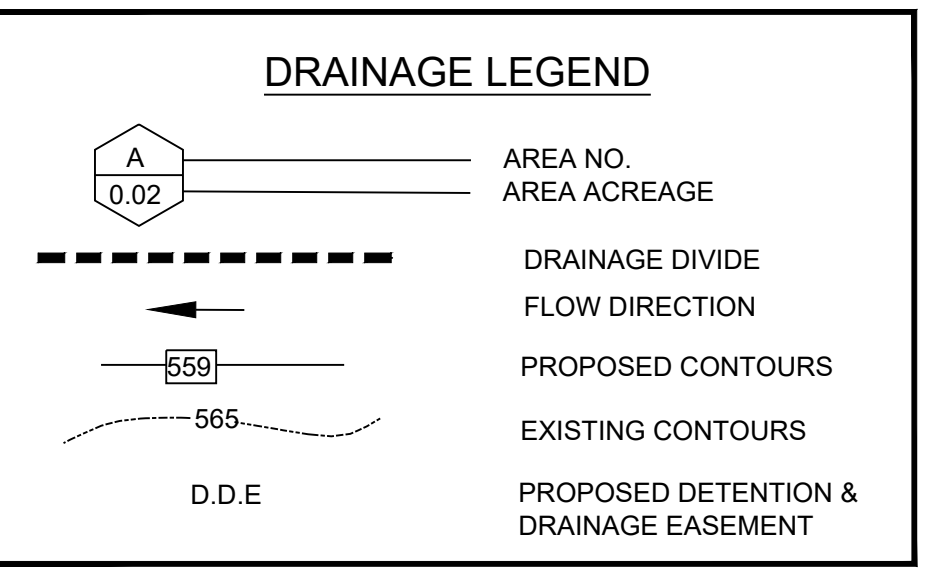 DRAINAGE LEGEND
A
AREA NO.
0.02
AREA ACREAGE
DRAINAGE DIVIDE
FLOW DIRECTION
559
PROPOSED CONTOURS
565
EXISTING CONTOURS
D.D.E
PROPOSED DETENTION &
DRAINAGE EASEMENT